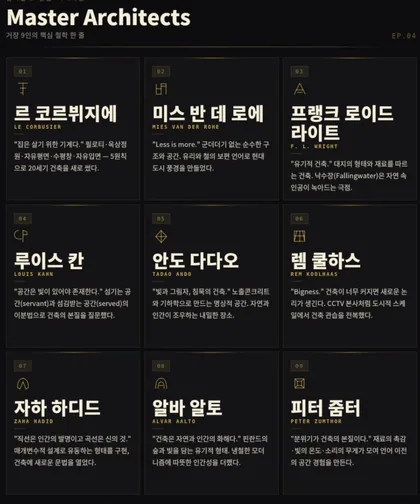 Master Architects
거장 9인의 핵심 철학 한 줄
EP.04
01
르 코르뷔지에
LE CORBUSIER
"집은 살기 위한 기계다." 필로티·옥상정
원·자유평면·수평창·자유입면 — 5원칙
으로 20세기 건축을 새로 썼다.
02
미스 반 데 로에
MIES VAN DER ROHE
"Less is more." 군더더기 없는 순수한 구
조와 공간. 유리와 철의 보편 언어로 현대
도시 풍경을 만들었다.
03
프랭크 로이드
라이트
F. L. WRIGHT
"유기적 건축." 대지의 형태와 재료를 따르
는 건축. 낙수장(Fallingwater)은 자연 속
인공이 녹아드는 극점.
04
루이스 칸
LOUIS KAHN
"공간은 빛이 있어야 존재한다." 섬기는 공
간(servant)과 섬김받는 공간(served)의
이분법으로 건축의 본질을 질문했다.
05
안도 다다오
TADAO ANDO
"빛과 그림자, 침묵의 건축." 노출콘크리트
와 기하학으로 만드는 명상적 공간. 자연과
인간이 조우하는 내밀한 장소.
06
렘 쿨하스
REM KOOLHAAS
"Bigness." 건축이 너무 커지면 새로운 논
리가 생긴다. CCTV 본사처럼 도시적 스케
일에서 건축 관습을 전복했다.
07
자하 하디드
ZAHA HADID
"직선은 인간의 발명이고 곡선은 신의 것."
매개변수적 설계로 유동하는 형태를 구현,
건축에 새로운 문법을 열었다.
08
알바 알토
ALVAR AALTO
"건축은 자연과 인간의 화해다." 핀란드의
숲과 빛을 담는 유기적 형태. 냉철한 모더
니즘에 따뜻한 인간성을 더했다.
09
피터 줌터
PETER ZUMTHOR
"분위기가 건축의 본질이다." 재료의 촉감
·빛의 온도·소리의 무게가 모여 언어 이전
의 공간 경험을 만든다.